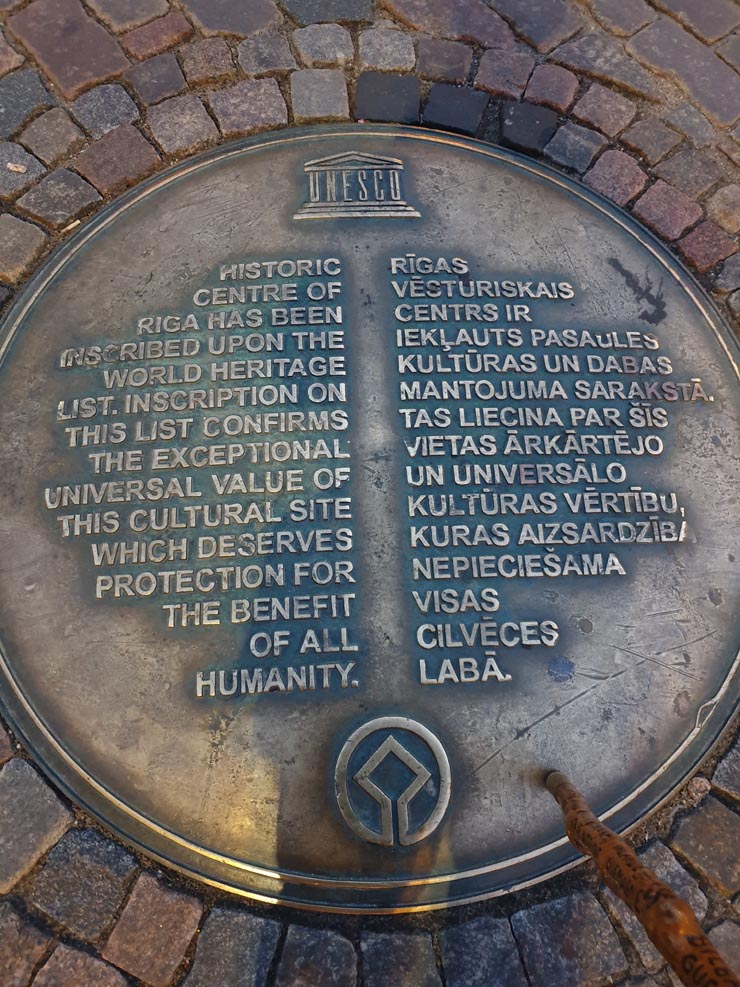 UNESCO
HISTORIC
CENTRE OF
RIGA HAS BEEN
INSCRIBED UPON THE
WORLD HERITAGE
LIST. INSCRIPTION ON
THIS LIST CONFIRMS
THE EXCEPTIONAL
UNIVERSAL VALUE OF
THIS CULTURAL SITE
WHICH DESERVES
PROTECTION FOR
THE BENEFIT
OF ALL
HUMANITY.
RĪGAS
VĒSTURISKAIS
CENTRS IR
IEKĻAUTS PASAULES
KULTŪRAS UN DABAS
MANTOJUMA SARAKSTĀ.
TAS LIECINA PAR ŠĪS
VIETAS ĀRKĀRTĒJO
UN UNIVERSĀLO
KULTŪRAS VĒRTĪBU,
KURAS AIZSARDZĪBA
NEPIECIEŠAMA
VISAS
CILVĒCES
LABĀ.